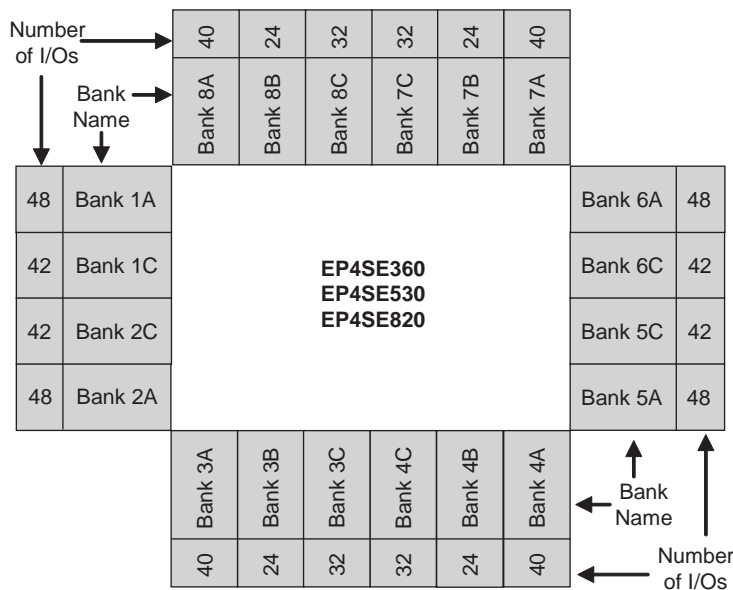 Number of I/Os
40 24 32 32 24 40
Bank Name
Bank 8A Bank 8B Bank 8C Bank 7C Bank 7B Bank 7A
48 Bank 1A Bank 6A 48
42 Bank 1C Bank 6C 42
EP4SE360
EP4SE530
EP4SE820
42 Bank 2C Bank 5C 42
48 Bank 2A Bank 5A 48
Bank 3A Bank 3B Bank 3C Bank 4C Bank 4B Bank 4A
Bank
Name
40 24 32 32 24 40
Number
of I/Os